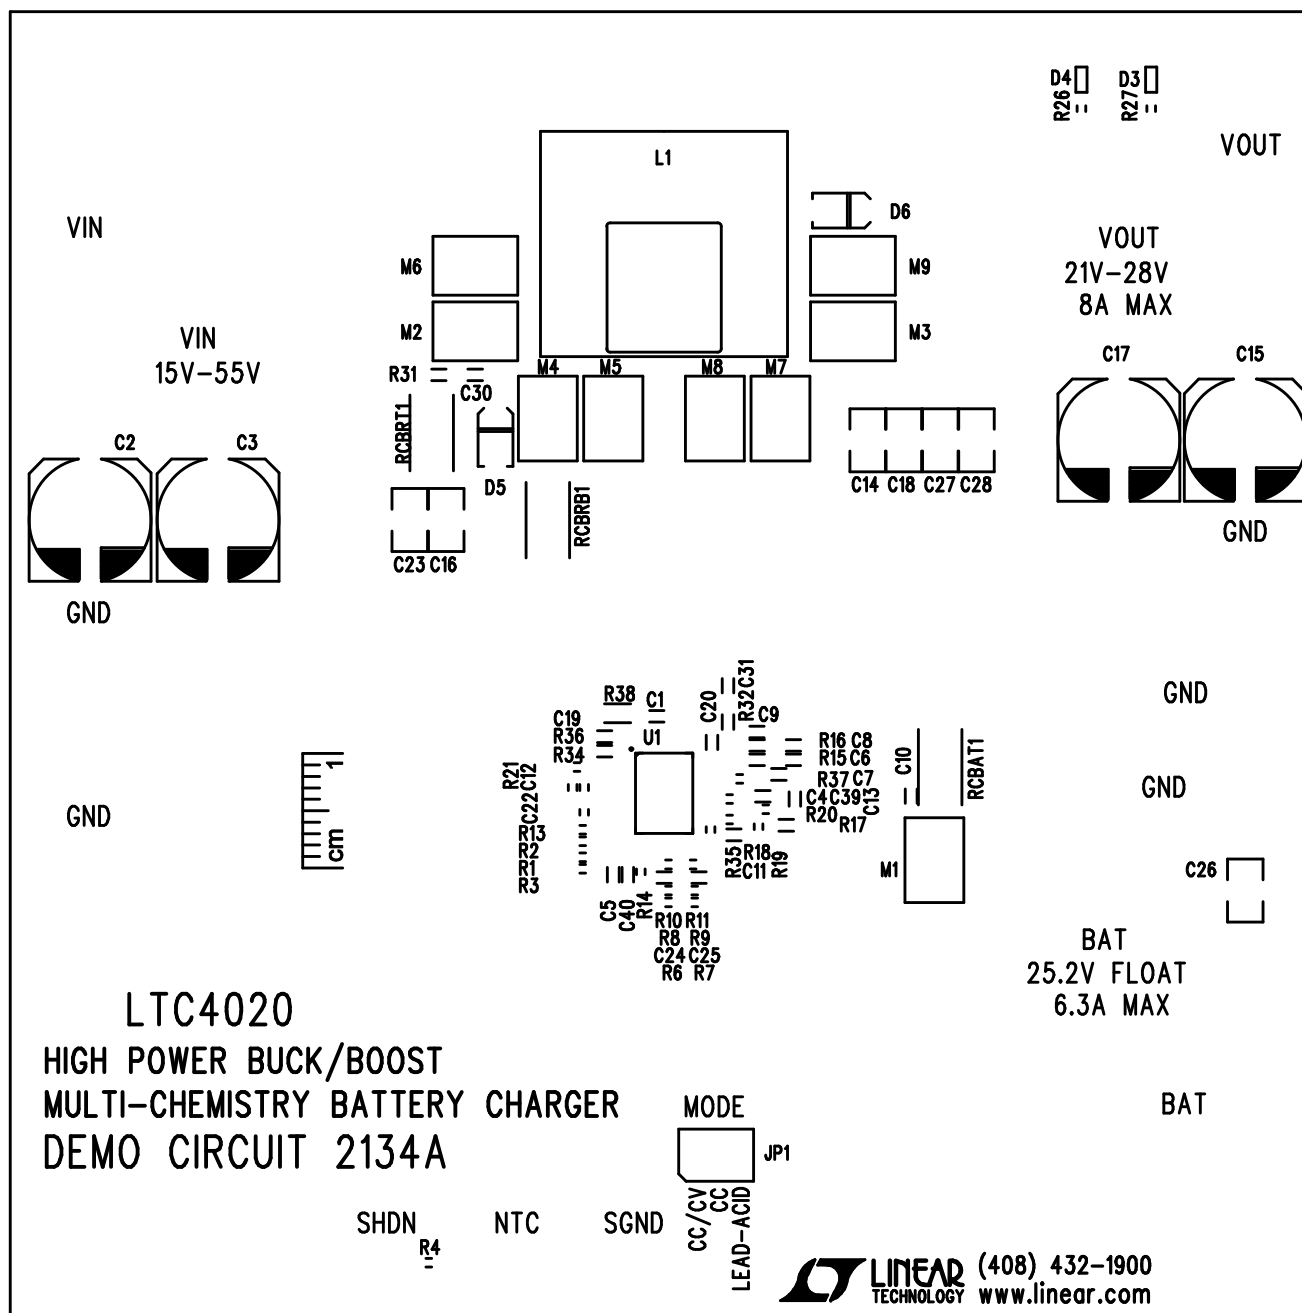 D4
D3
R26
R27
VOUT
L1
VIN
D6
VOUT
21V-28V
8A MAX
M6
M9
M2
M3
VIN
15V-55V
R31
C30
M4
M5
M8
M7
C17
C15
RCBRT1
C2
C3
D5
RCBRB1
C14
C18
C27
C28
GND
C23
C16
GND
R38
C1
C20
R32
C31
GND
C19
R36
R34
U1
C9
R16
C8
R15
C6
R37
C7
C4
C39
C13
R20
R17
C10
RCBAT1
GND
R21
C12
C22
R13
R2
R1
R3
GND
1
cm
R35
R18
C11
R19
M1
C26
C5
C40
R14
R10
R11
R8
R9
C24
C25
R6
R7
BAT
25.2V FLOAT
6.3A MAX
LTC4020
HIGH POWER BUCK/BOOST
MULTI-CHEMISTRY BATTERY CHARGER
DEMO CIRCUIT 2134A
MODE
BAT
JP1
CC/CV
CC
LEAD-ACID
SHDN
NTC
SGND
R4
LINEAR
TECHNOLOGY
(408) 432-1900
www.linear.com